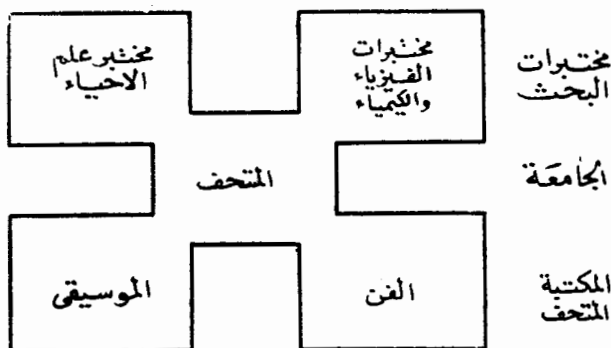 مختبرات
البحث
مختبرات
الفيزياء
والكيمياء
مختبر علم
الاحياء
الجامعة
المتحف
المكتبة
المتحف
الفن
الموسيقى